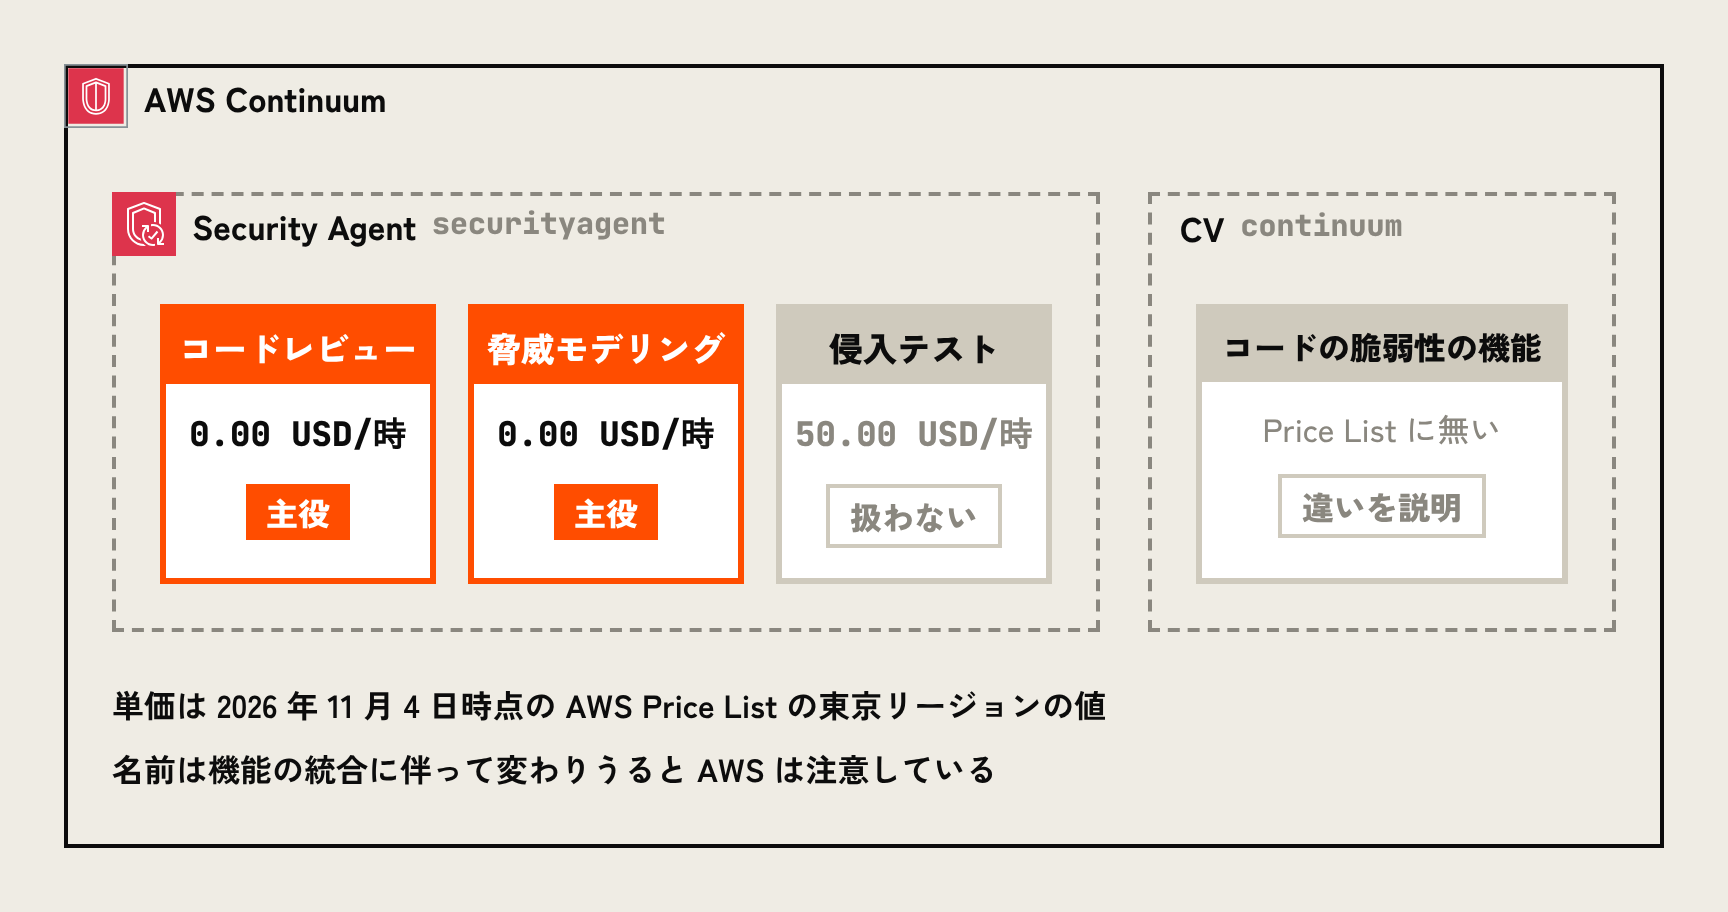 AWS Continuum
Security Agent securityagent
コードレビュー
0.00 USD/時
主役
脅威モデリング
0.00 USD/時
主役
侵入テスト
50.00 USD/時
扱わない
CV continuum
コードの脆弱性の機能
Price List に無い
違いを説明
単価は 2026 年 11 月 4 日時点の AWS Price List の東京リージョンの値
名前は機能の統合に伴って変わりうると AWS は注意している